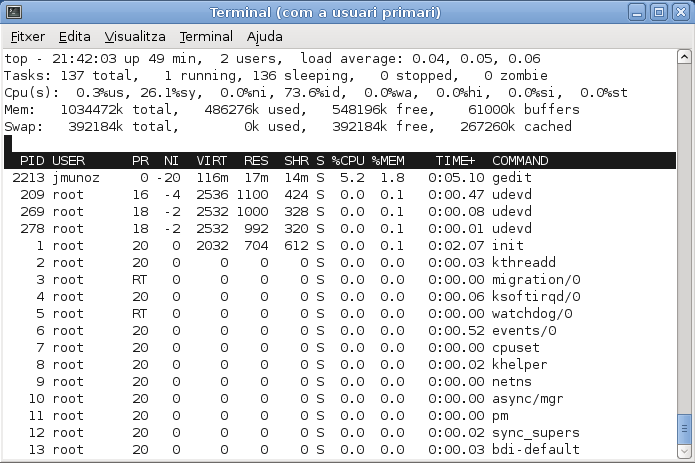 Terminal (com a usuari primari)
Fitxer Edita Visualitza Terminal Ajuda
top - 21:42:03 up 49 min,  2 users,  load average: 0.04, 0.05, 0.06
Tasks: 137 total,   1 running, 136 sleeping,   0 stopped,   0 zombie
Cpu(s):  0.3%us, 26.1%sy,  0.0%ni, 73.6%id,  0.0%wa,  0.0%hi,  0.0%si,  0.0%st
Mem:   1034472k total,   486276k used,   548196k free,    61000k buffers
Swap:   392184k total,        0k used,   392184k free,   267260k cached
PID USER      PR  NI  VIRT  RES  SHR S %CPU %MEM    TIME+  COMMAND
2213 jmunoz     0 -20  116m  17m  14m S  5.2  1.8   0:05.10 gedit
209 root      16  -4  2536 1100  424 S  0.0  0.1   0:00.47 udevd
269 root      18  -2  2532 1000  328 S  0.0  0.1   0:00.08 udevd
278 root      18  -2  2532  992  320 S  0.0  0.1   0:00.01 udevd
1 root      20   0  2032  704  612 S  0.0  0.1   0:02.07 init
2 root      20   0     0    0    0 S  0.0  0.0   0:00.03 kthreadd
3 root      RT   0     0    0    0 S  0.0  0.0   0:00.00 migration/0
4 root      20   0     0    0    0 S  0.0  0.0   0:00.06 ksoftirqd/0
5 root      RT   0     0    0    0 S  0.0  0.0   0:00.00 watchdog/0
6 root      20   0     0    0    0 S  0.0  0.0   0:00.52 events/0
7 root      20   0     0    0    0 S  0.0  0.0   0:00.00 cpuset
8 root      20   0     0    0    0 S  0.0  0.0   0:00.02 khelper
9 root      20   0     0    0    0 S  0.0  0.0   0:00.00 netns
10 root      20   0     0    0    0 S  0.0  0.0   0:00.00 async/mgr
11 root      20   0     0    0    0 S  0.0  0.0   0:00.00 pm
12 root      20   0     0    0    0 S  0.0  0.0   0:00.02 sync_supers
13 root      20   0     0    0    0 S  0.0  0.0   0:00.03 bdi-default